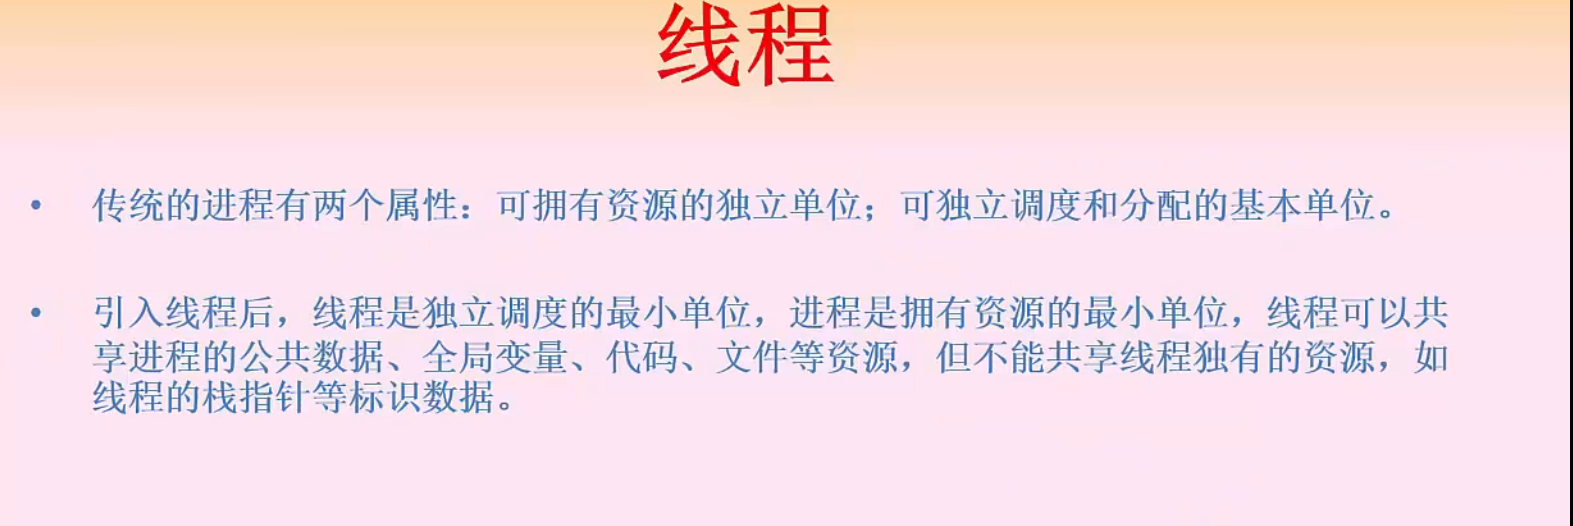 线程
• 传统的进程有两个属性：可拥有资源的独立单位；可独立调度和分配的基本单位。
• 引入线程后，线程是独立调度的最小单位，进程是拥有资源的最小单位，线程可以共
享进程的公共数据、全局变量、代码、文件等资源，但不能共享线程独有的资源，如
线程的栈指针等标识数据。